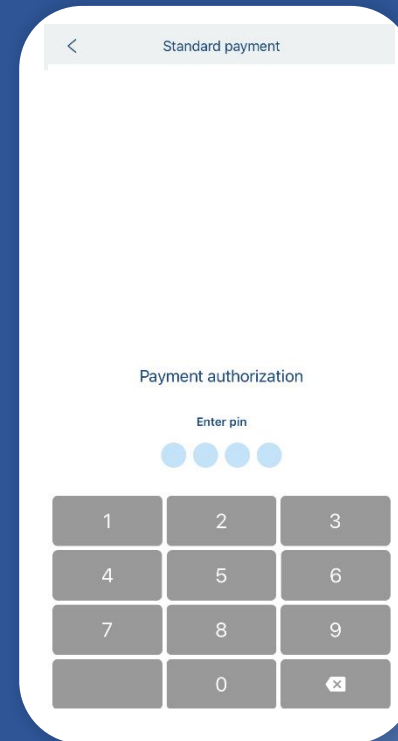 Standard payment
Payment authorization
Enter pin
1 2 3
4 5 6
7 8 9
0